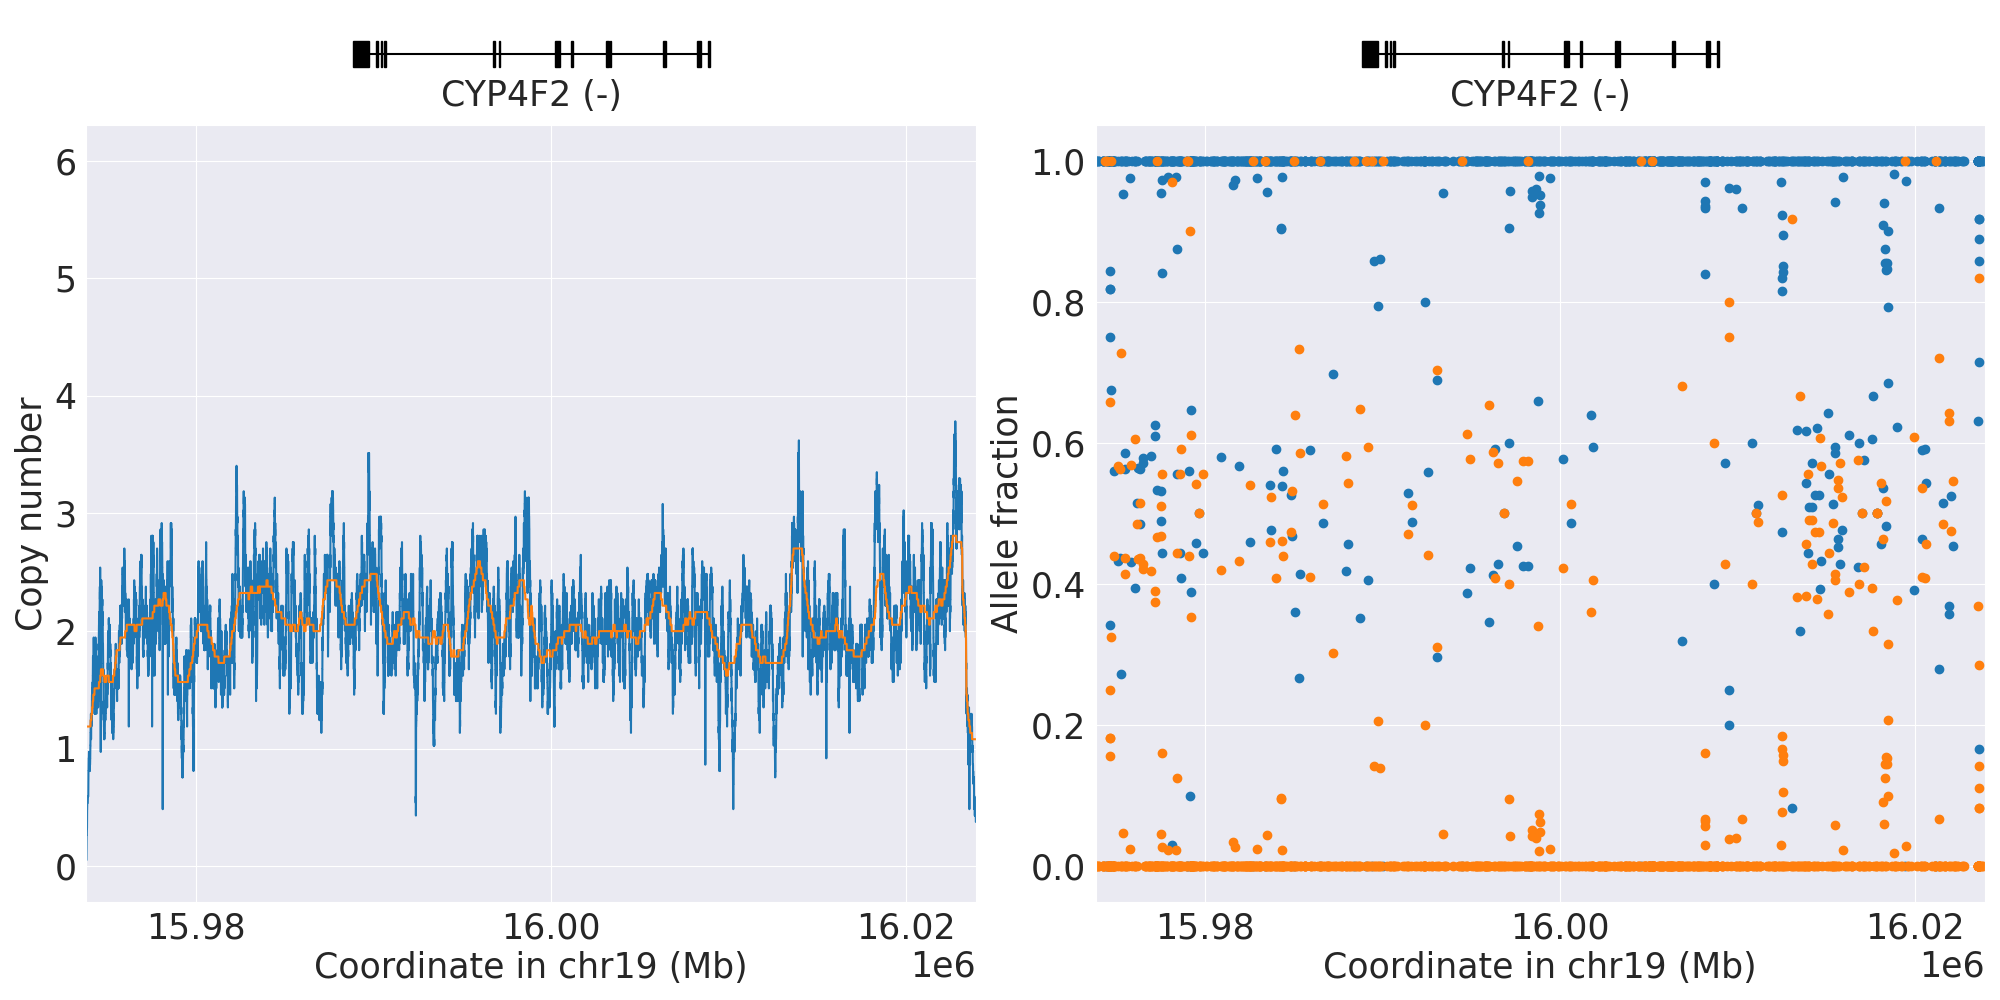 CYP4F2 (-)
6
5
4
3
2
1
0
Copy number
15.98
16.00
16.02
Coordinate in chr19 (Mb)
1e6
CYP4F2 (-)
1.0
0.8
0.6
0.4
0.2
0.0
Allele fraction
15.98
16.00
16.02
Coordinate in chr19 (Mb)
1e6